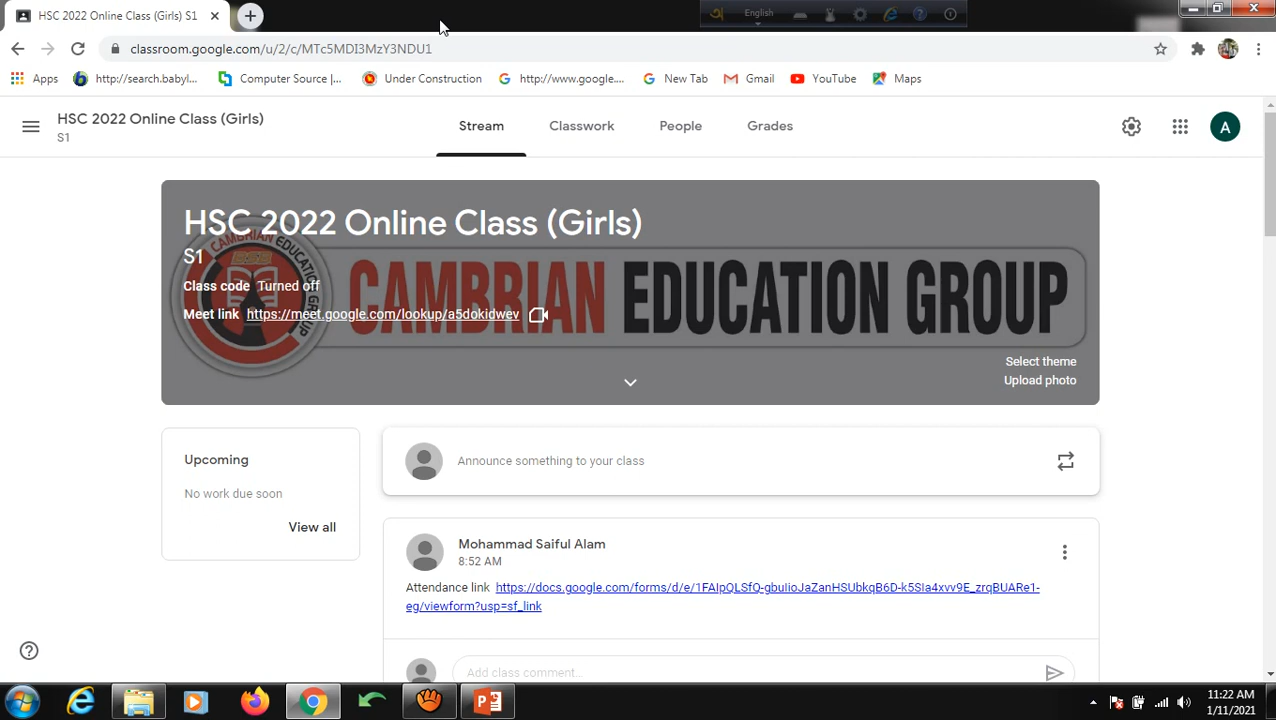 HSC 2022 Online Class (Girls) S1
English
classroom.google.com/u/2/c/MTc5MDI3MzY3NDU1
Apps
http://search.babyl...
Computer Source |...
Under Construction
http://www.google....
New Tab
Gmail
YouTube
Maps
HSC 2022 Online Class (Girls)
S1
Stream
Classwork
People
Grades
A
HSC 2022 Online Class (Girls)
S1
CAMBRIAN EDUCATION GROUP
CAMBRIAN
BSB
Class code Turned off
Meet link https://meet.google.com/lookup/a5dokidwev
Select theme
Upload photo
Upcoming
No work due soon
View all
Announce something to your class
Mohammad Saiful Alam
8:52 AM
Attendance link https://docs.google.com/forms/d/e/1FAIpQLSfQ-gbuIioJaZanHSUbkqB6D-k5SIa4xvv9E_zrqBUARe1-
eg/viewform?usp=sf_link
Add class comment...
11:22 AM
1/11/2021